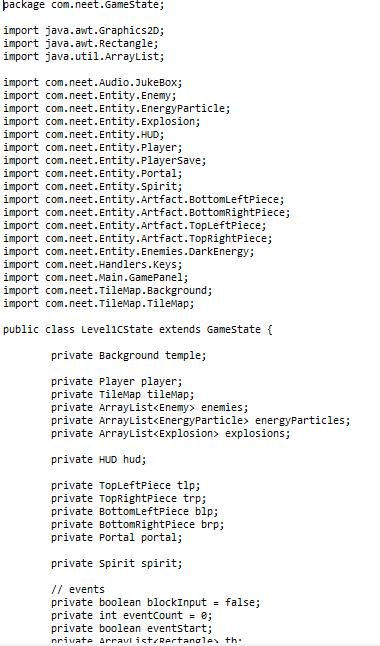 package com.neet.GameState;
import java.awt.Graphics2D;
import java.awt.Rectangle;
import java.util.ArrayList;
import com.neet.Audio.JukeBox;
import com.neet.Entity.Enemy;
import com.neet.Entity.EnergyParticle;
import com.neet.Entity.Explosion;
import com.neet.Entity.HUD;
import com.neet.Entity.Player;
import com.neet.Entity.PlayerSave;
import com.neet.Entity.Portal;
import com.neet.Entity.Spirit;
import com.neet.Entity.Artfact.BottomLeftPiece;
import com.neet.Entity.Artfact.BottomRightPiece;
import com.neet.Entity.Artfact.TopLeftPiece;
import com.neet.Entity.Artfact.TopRightPiece;
import com.neet.Entity.Enemies.DarkEnergy;
import com.neet.Handlers.Keys;
import com.neet.Main.GamePanel;
import com.neet.TileMap.Background;
import com.neet.TileMap.TileMap;
public class Level1CState extends GameState {
private Background temple;
private Player player;
private TileMap tileMap;
private ArrayList<Enemy> enemies;
private ArrayList<EnergyParticle> energyParticles;
private ArrayList<Explosion> explosions;
private HUD hud;
private TopLeftPiece tlp;
private TopRightPiece trp;
private BottomLeftPiece blp;
private BottomRightPiece brp;
private Portal portal;
private Spirit spirit;
// events
private boolean blockInput = false;
private int eventCount = 0;
private boolean eventStart;
private ArrayList<Rectangle> tb;